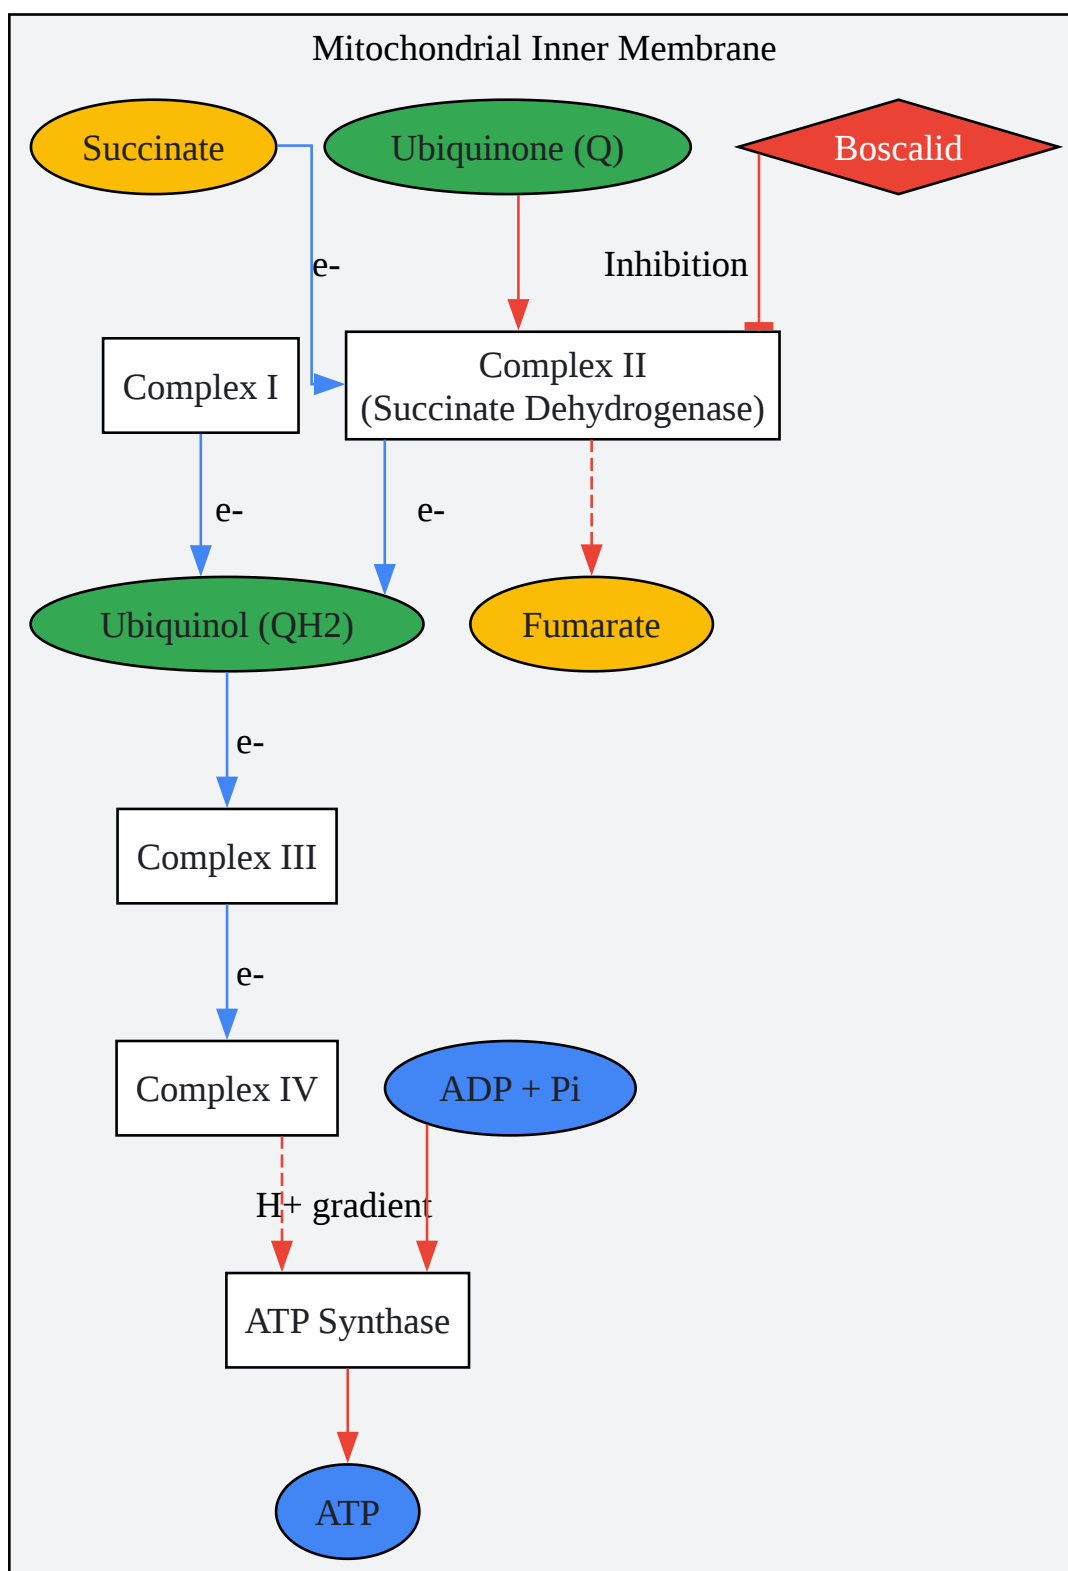 Mitochondrial Inner Membrane
Succinate
Ubiquinone (Q)
Boscalid
e-
Inhibition
Complex I
Complex II
(Succinate Dehydrogenase)
e-
e-
Ubiquinol (QH2)
Fumarate
e-
Complex III
e-
Complex IV
ADP + Pi
H+ gradient
ATP Synthase
ATP